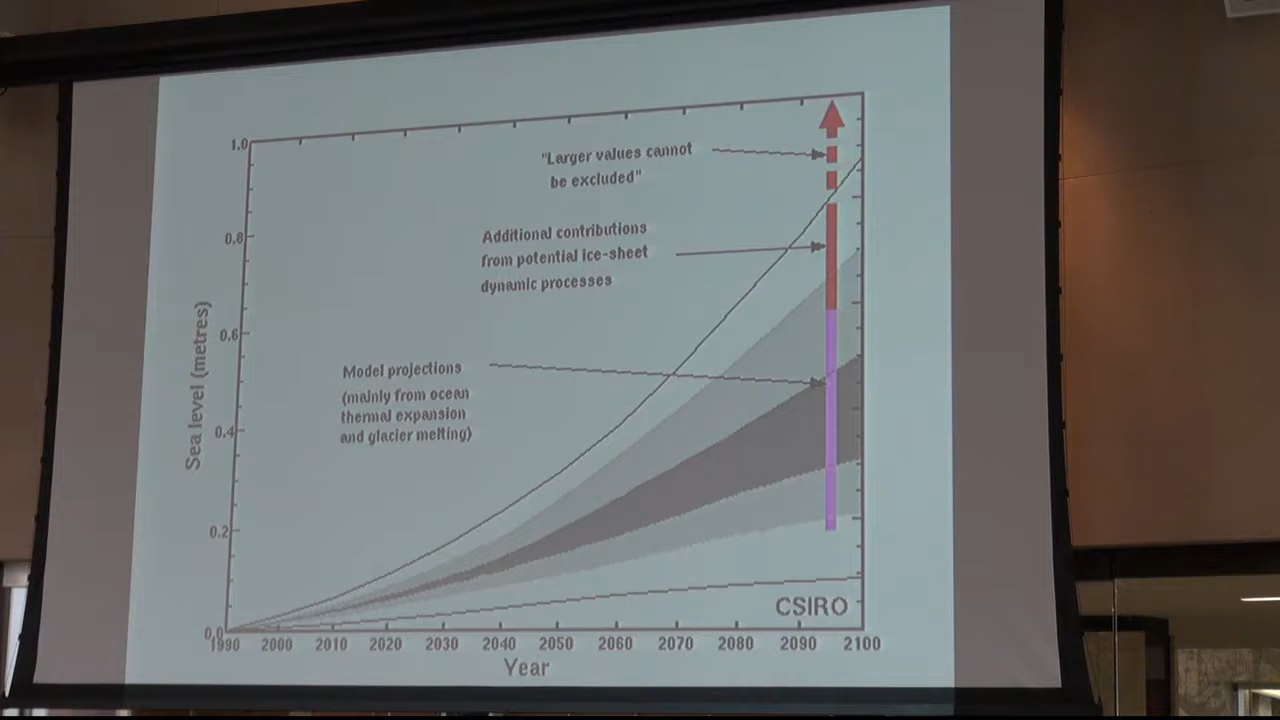 1.0
"Larger values cannot
be excluded"
0.8
Additional contributions
from potential ice-sheet
dynamic processes
0.6
Sea level (metres)
Model projections
(mainly from ocean
thermal expansion
and glacier melting)
0.4
0.2
CSIRO
0.0
1990 2000 2010 2020 2030 2040 2050 2060 2070 2080 2090 2100
Year